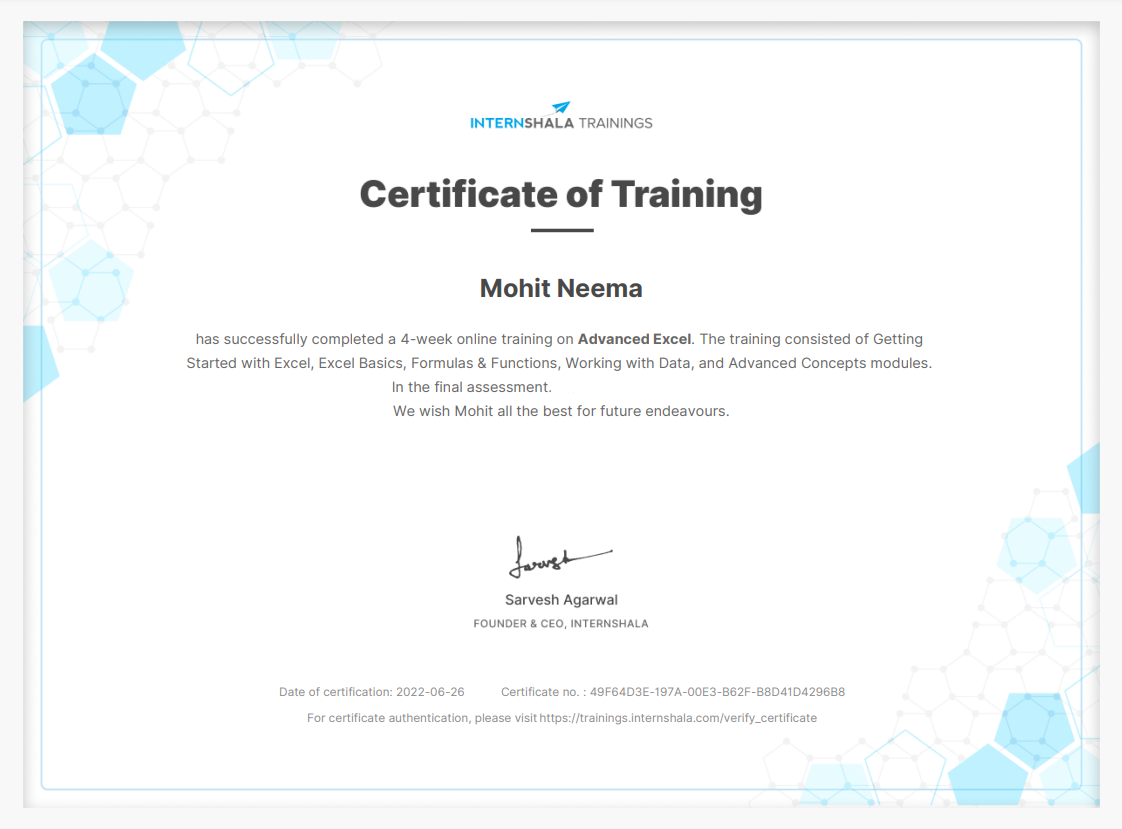 INTERNSHALA TRAININGS
Certificate of Training
Mohit Neema
has successfully completed a 4-week online training on Advanced Excel. The training consisted of Getting
Started with Excel, Excel Basics, Formulas & Functions, Working with Data, and Advanced Concepts modules.
In the final assessment.
We wish Mohit all the best for future endeavours.
Sarvesh
Sarvesh Agarwal
FOUNDER & CEO, INTERNSHALA
Date of certification: 2022-06-26 Certificate no. : 49F64D3E-197A-00E3-B62F-B8D41D4296B8
For certificate authentication, please visit https://trainings.internshala.com/verify_certificate